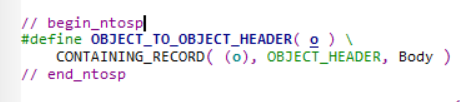 // begin_ntosp
#define OBJECT_TO_OBJECT_HEADER( o ) \
CONTAINING_RECORD( (o), OBJECT_HEADER, Body )
// end_ntosp